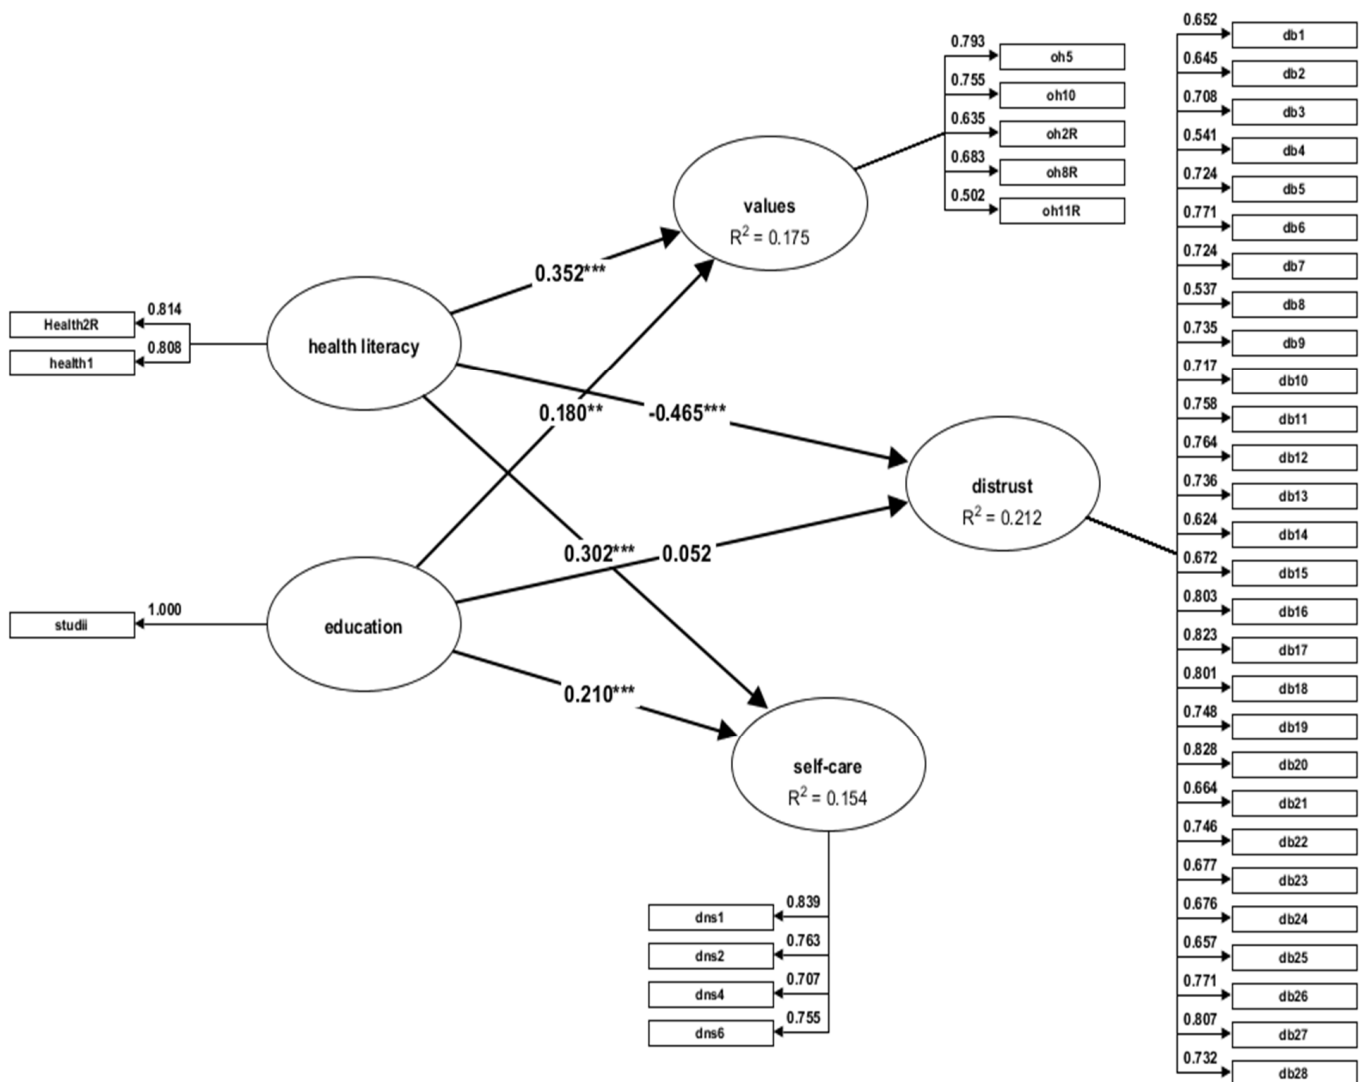 0.793
oh5
0.755
oh10
0.635
oh2R
0.683
oh8R
0.502
oh11R
values
R² = 0.175
0.352***
0.814
Health2R
0.808
health1
health literacy
0.180**
-0.465***
distrust
R² = 0.212
0.302***
0.052
1.000
studii
education
0.210***
self-care
R² = 0.154
0.839
dns1
0.763
dns2
0.707
dns4
0.755
dns6
0.652
db1
0.645
db2
0.708
db3
0.541
db4
0.724
db5
0.771
db6
0.724
db7
0.537
db8
0.735
db9
0.717
db10
0.758
db11
0.764
db12
0.736
db13
0.624
db14
0.672
db15
0.803
db16
0.823
db17
0.801
db18
0.748
db19
0.828
db20
0.664
db21
0.746
db22
0.677
db23
0.676
db24
0.657
db25
0.771
db26
0.807
db27
0.732
db28